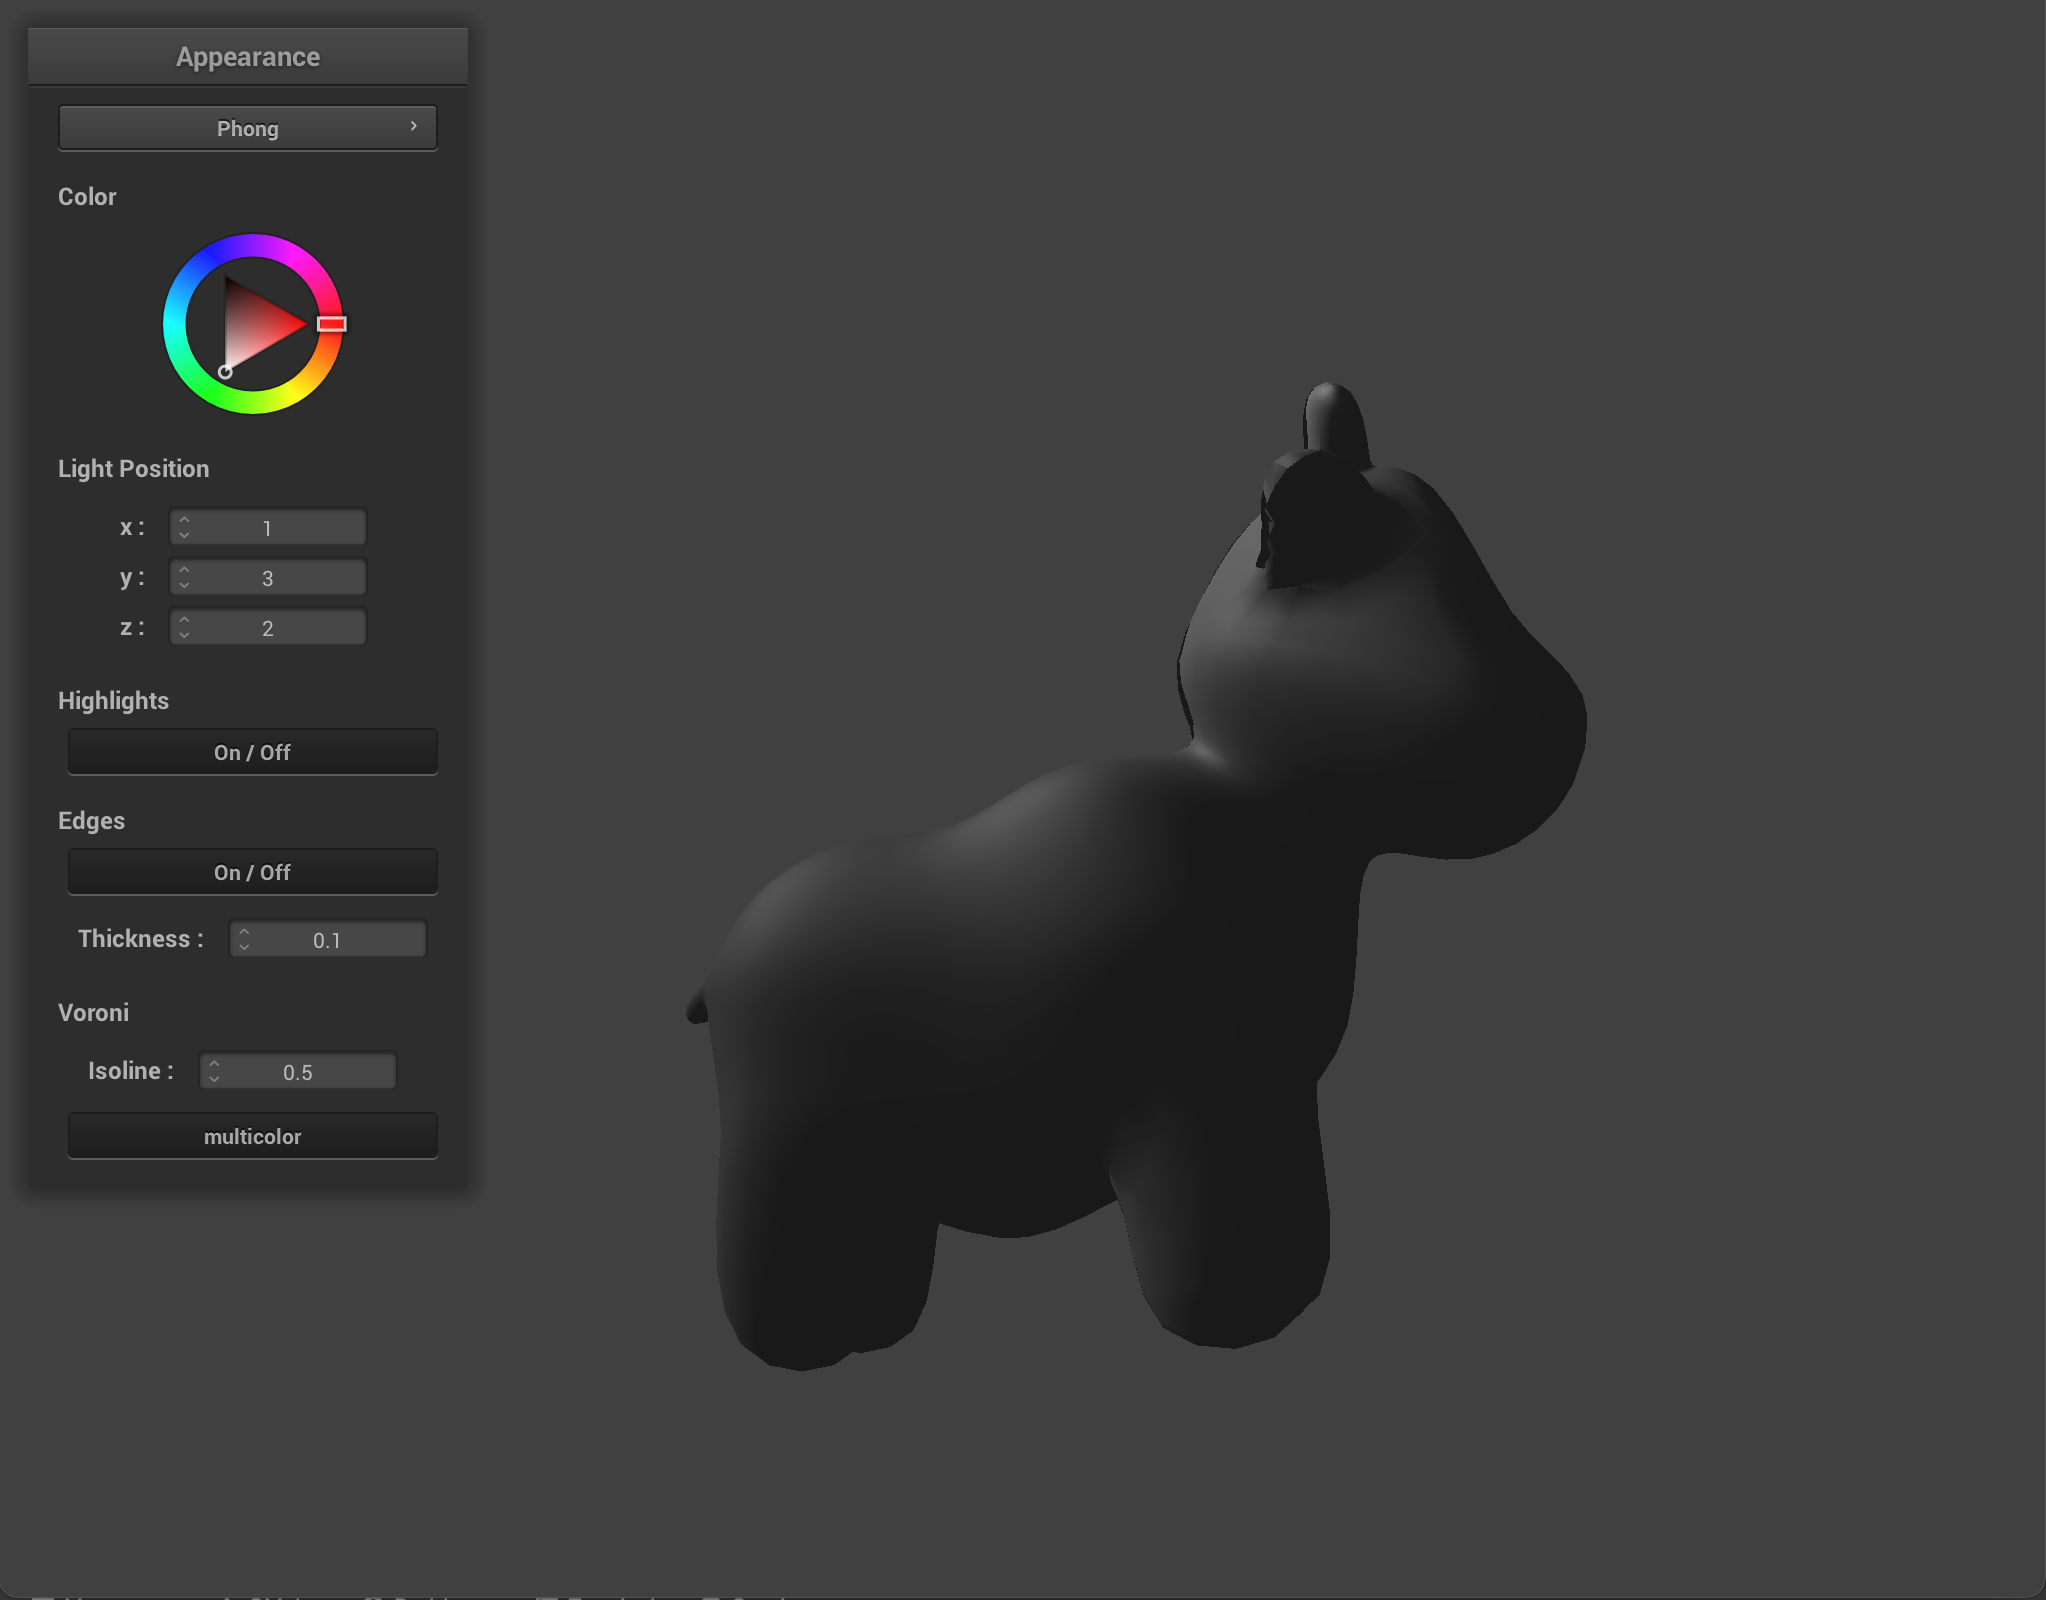 Appearance
Phong
Color
Light Position
x : 1
y : 3
z : 2
Highlights
On / Off
Edges
On / Off
Thickness : 0.1
Voroni
Isoline : 0.5
multicolor